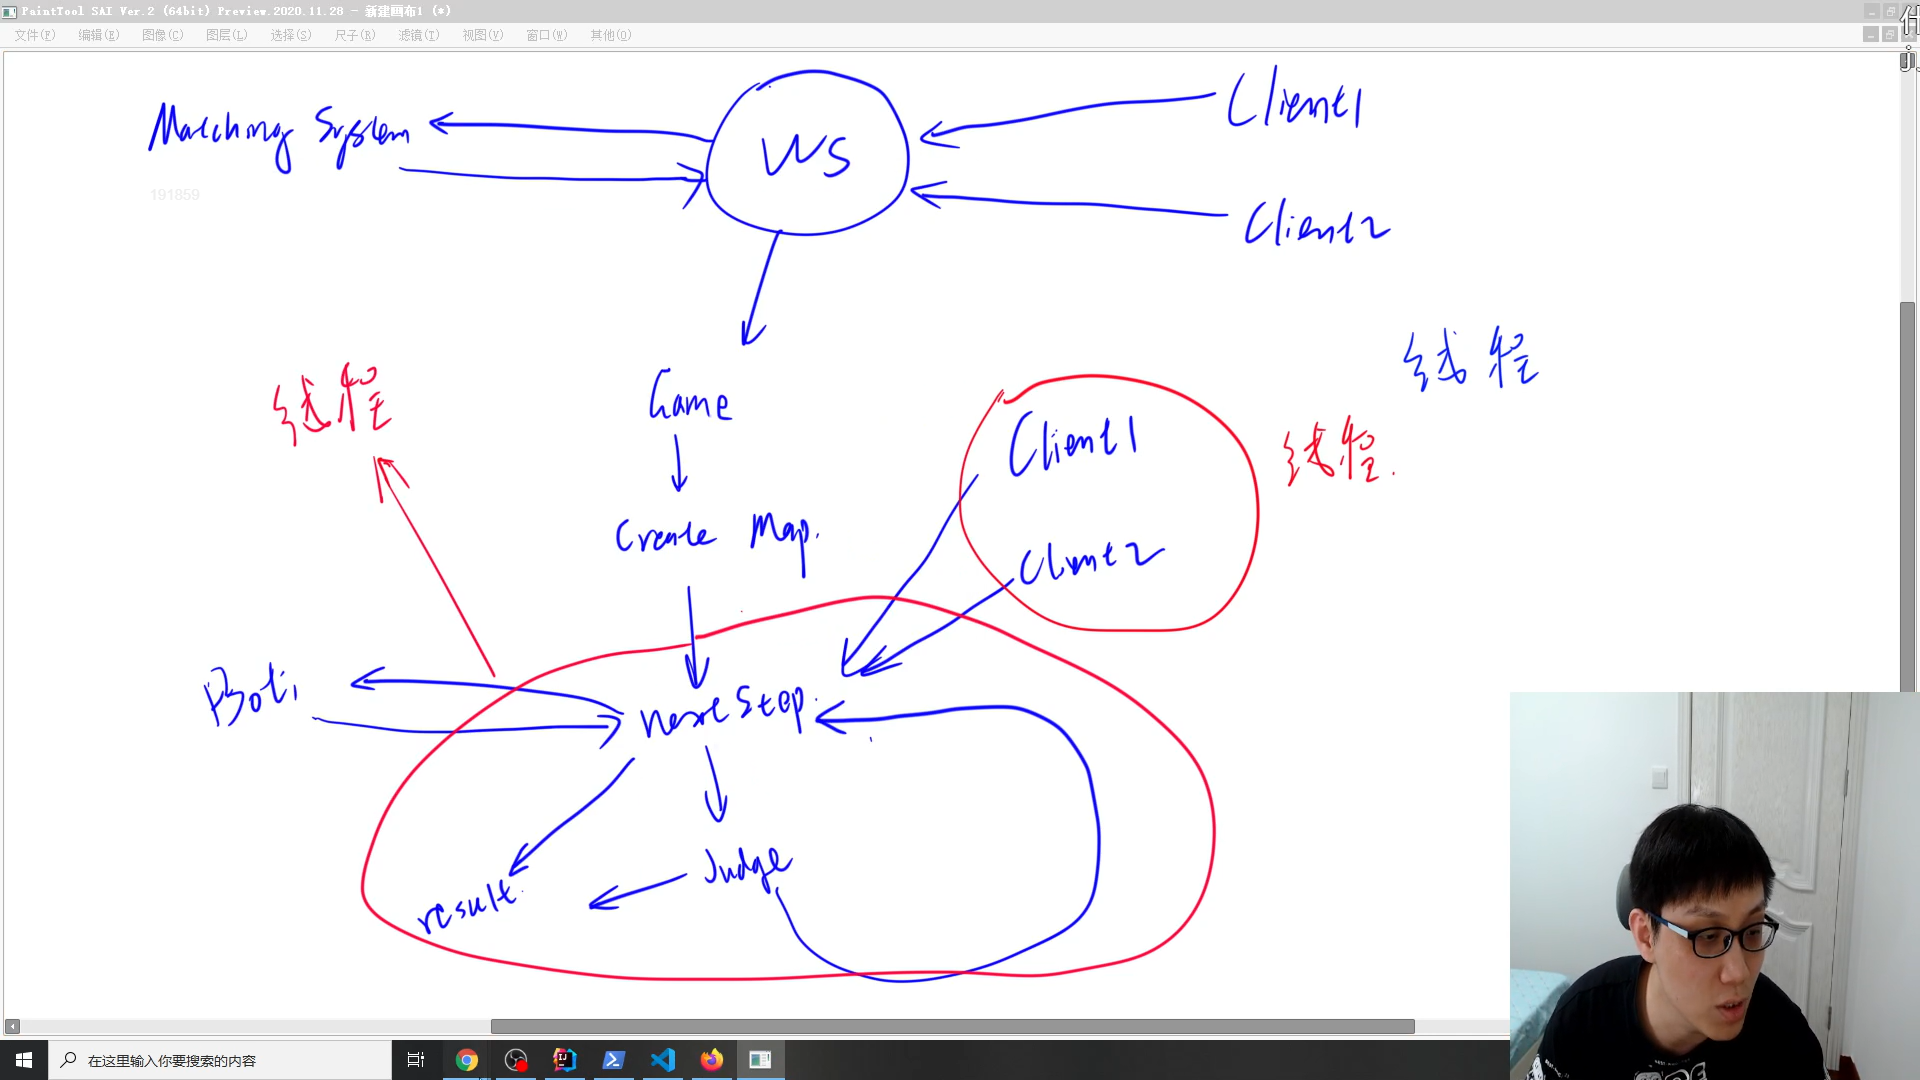 PaintTool SAI Ver.2 (64bit) Preview.2020.11.28 - 新建画布1 (*)
文件(F) 编辑(E) 图像(C) 图层(L) 选择(S) 尺子(R) 滤镜(T) 视图(V) 窗口(W) 其他(O)
Matching System
WS
Client1
Client2
191859
线程
Game
Client1
线程
线程.
Create Map.
Client2
Bot1
next step.
Judge
result.
在这里输入你要搜索的内容